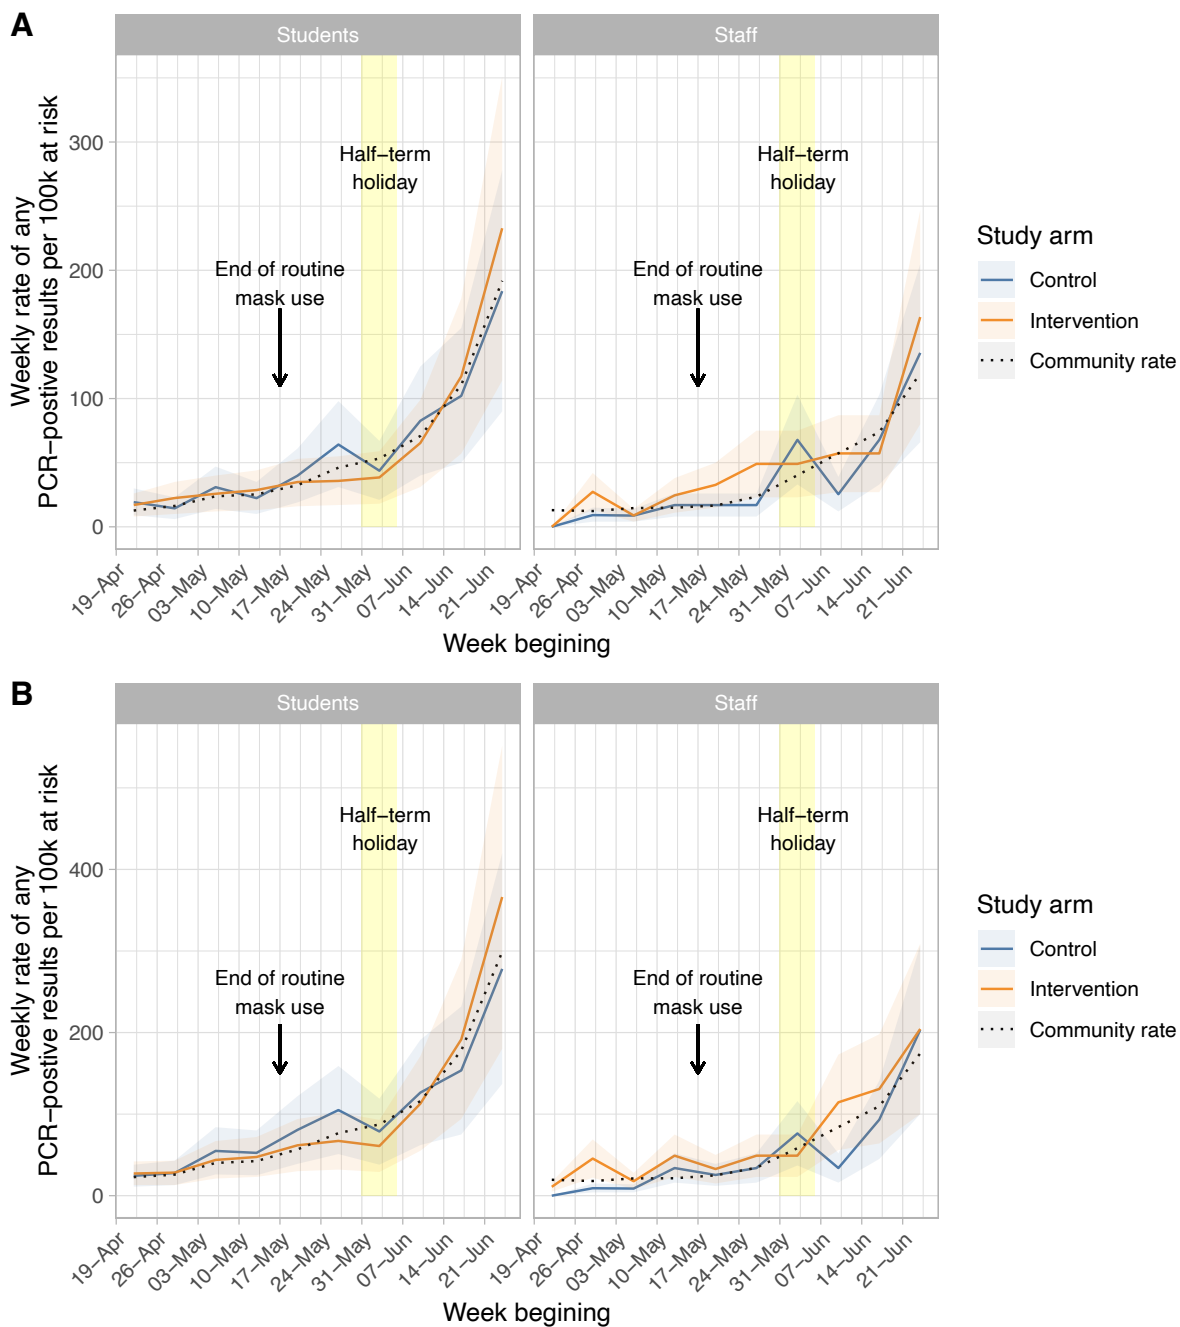 A
Students
Staff
Weekly rate of any
PCR−postive results per 100k at risk
300
200
100
0
Half−term
holiday
End of routine
mask use
Half−term
holiday
End of routine
mask use
19−Apr
26−Apr
03−May
10−May
17−May
24−May
31−May
07−Jun
14−Jun
21−Jun
19−Apr
26−Apr
03−May
10−May
17−May
24−May
31−May
07−Jun
14−Jun
21−Jun
Week begining
Study arm
Control
Intervention
Community rate
B
Students
Staff
Weekly rate of any
PCR−postive results per 100k at risk
400
200
0
Half−term
holiday
End of routine
mask use
Half−term
holiday
End of routine
mask use
19−Apr
26−Apr
03−May
10−May
17−May
24−May
31−May
07−Jun
14−Jun
21−Jun
19−Apr
26−Apr
03−May
10−May
17−May
24−May
31−May
07−Jun
14−Jun
21−Jun
Week begining
Study arm
Control
Intervention
Community rate